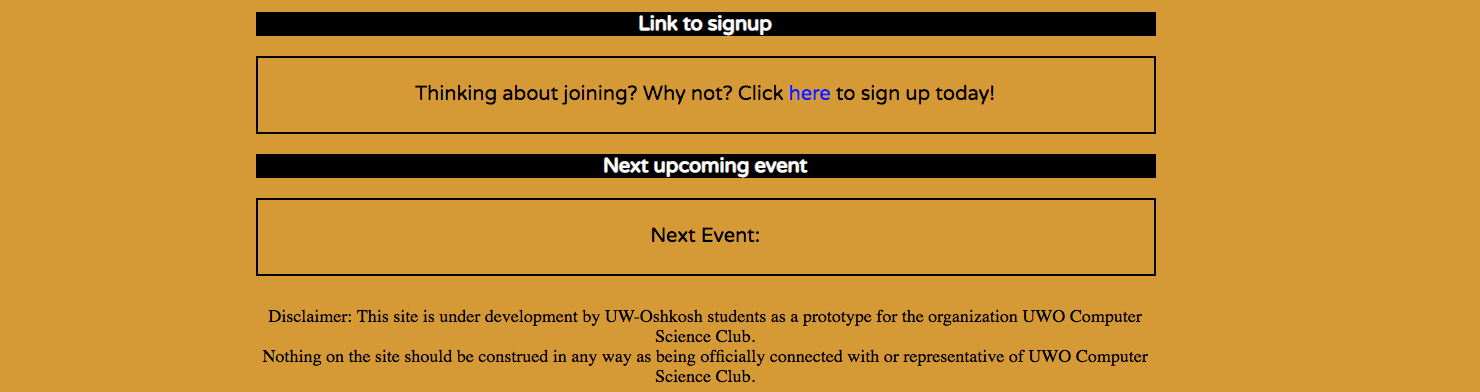 Link to signup
Thinking about joining? Why not? Click here to sign up today!
Next upcoming event
Next Event:
Disclaimer: This site is under development by UW-Oshkosh students as a prototype for the organization UWO Computer
Science Club.
Nothing on the site should be construed in any way as being officially connected with or representative of UWO Computer
Science Club.